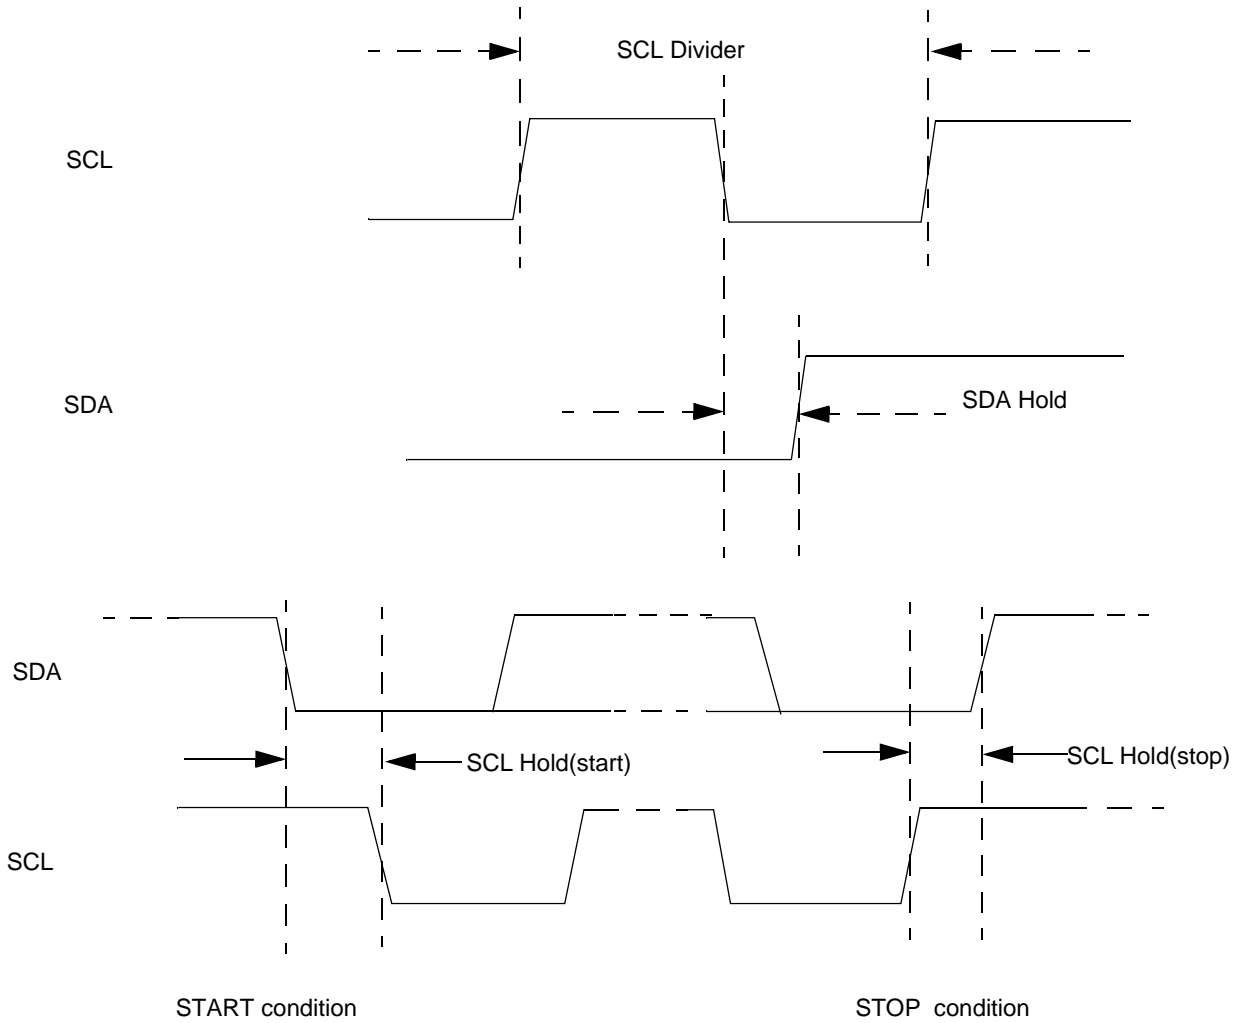 SCL Divider
SCL
SDA
SDA Hold
SDA
SCL Hold(start)
SCL Hold(stop)
SCL
START condition
STOP condition